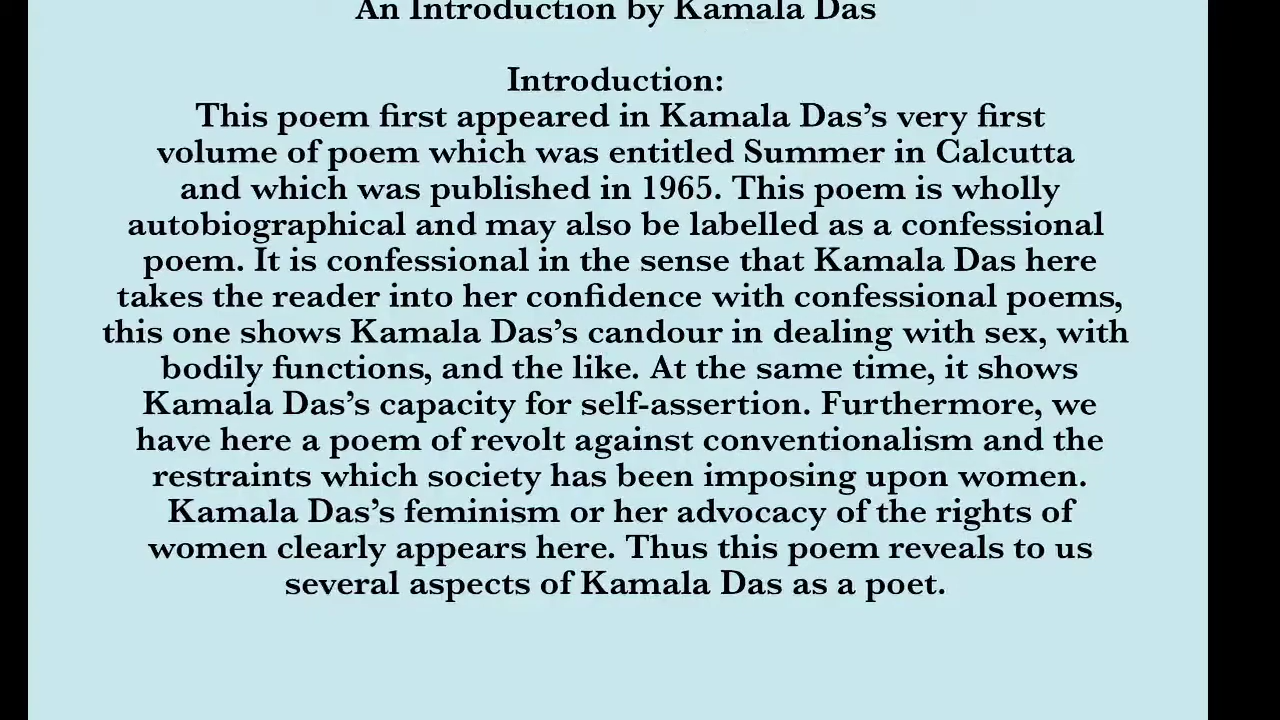 An Introduction by Kamala Das
Introduction:
This poem first appeared in Kamala Das’s very first
volume of poem which was entitled Summer in Calcutta
and which was published in 1965. This poem is wholly
autobiographical and may also be labelled as a confessional
poem. It is confessional in the sense that Kamala Das here
takes the reader into her confidence with confessional poems,
this one shows Kamala Das’s candour in dealing with sex, with
bodily functions, and the like. At the same time, it shows
Kamala Das’s capacity for self-assertion. Furthermore, we
have here a poem of revolt against conventionalism and the
restraints which society has been imposing upon women.
Kamala Das’s feminism or her advocacy of the rights of
women clearly appears here. Thus this poem reveals to us
several aspects of Kamala Das as a poet.